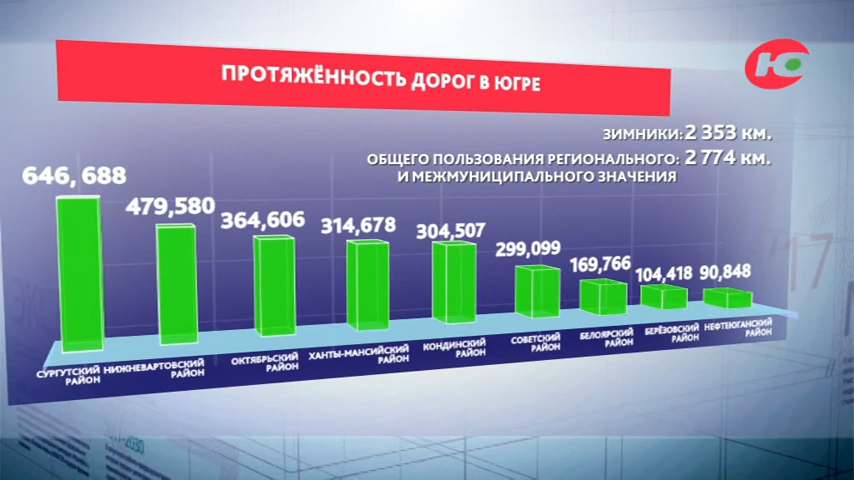 ПРОТЯЖЁННОСТЬ ДОРОГ В ЮГРЕ
Ю
ЗИМНИКИ: 2 353 км.
ОБЩЕГО ПОЛЬЗОВАНИЯ РЕГИОНАЛЬНОГО: 2 774 км.
И МЕЖМУНИЦИПАЛЬНОГО ЗНАЧЕНИЯ
646, 688
479,580
364,606
314,678
304,507
299,099
169,766
104,418
90,848
СУРГУТСКИЙ
РАЙОН
НИЖНЕВАРТОВСКИЙ
РАЙОН
ОКТЯБРЬСКИЙ
РАЙОН
ХАНТЫ-МАНСИЙСКИЙ
РАЙОН
КОНДИНСКИЙ
РАЙОН
СОВЕТСКИЙ
РАЙОН
БЕЛОЯРСКИЙ
РАЙОН
БЕРЁЗОВСКИЙ
РАЙОН
НЕФТЕЮГАНСКИЙ
РАЙОН
'17